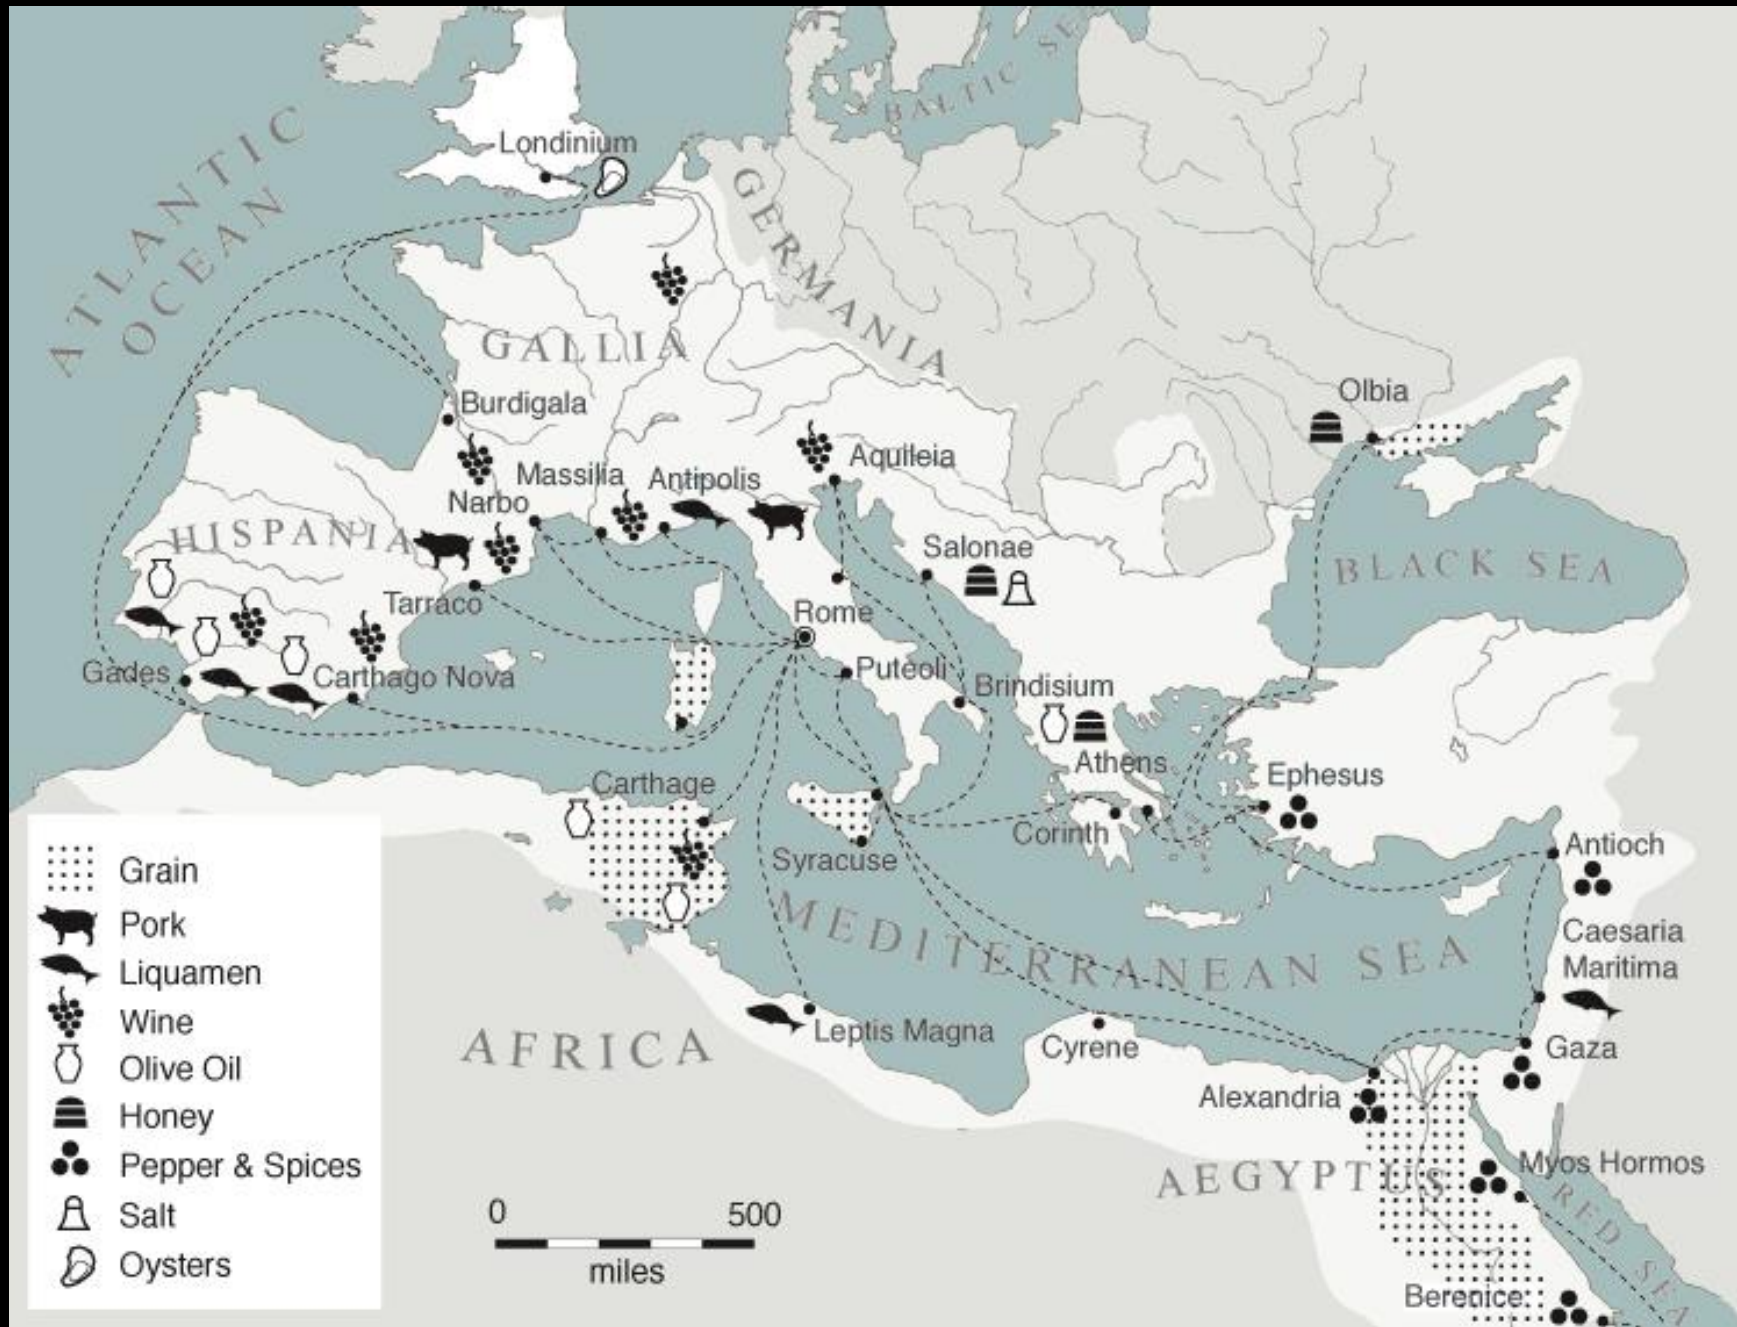 BALTIC SEA
Londinium
ATLANTIC
OCEAN
GERMANIA
GALLIA
Olbia
Burdigala
Massilia
Antipolis
Aquileia
Narbo
HISPANIA
Salonae
BLACK SEA
Tarraco
Rome
Gades
Carthago Nova
Puteoli
Brindisium
Athens
Ephesus
Carthage
Corinth
Antioch
Syracuse
MEDITERRANEAN SEA
Caesaria
Maritima
AFRICA
Leptis Magna
Cyrene
Gaza
Alexandria
AEGYPTUS
Myos Hormos
RED SEA
Berenice
Grain
Pork
Liquamen
Wine
Olive Oil
Honey
Pepper & Spices
Salt
Oysters
0 500
miles